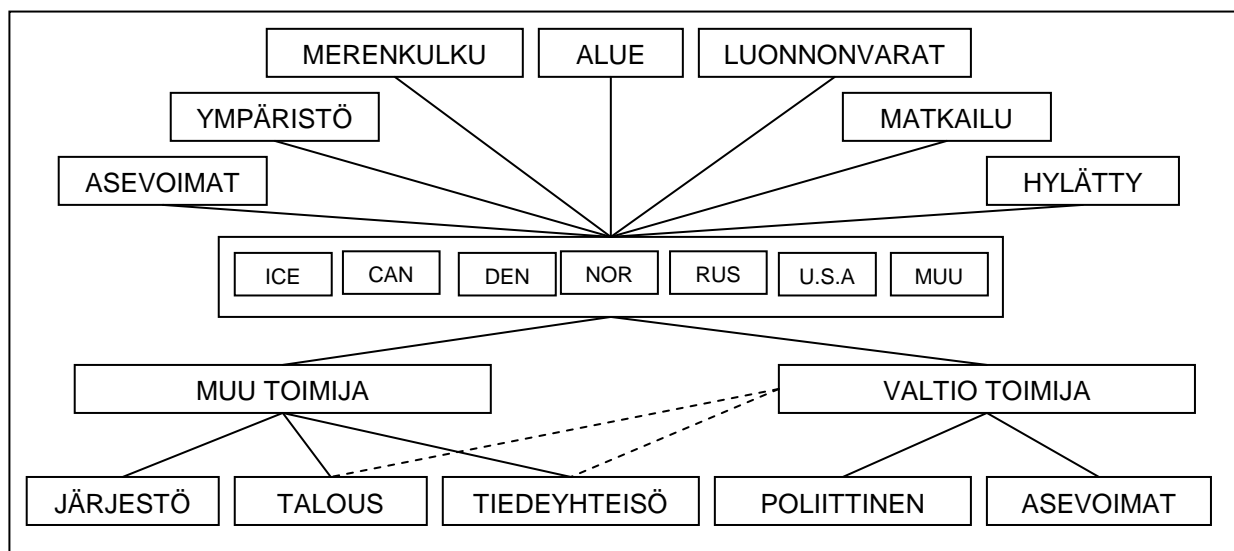 MERENKULKU
ALUE
LUONNONVARAT
YMPÄRISTÖ
MATKAILU
ASEVOIMAT
HYLÄTTY
ICE
CAN
DEN
NOR
RUS
U.S.A
MUU
MUU TOIMIJA
VALTIO TOIMIJA
JÄRJESTÖ
TALOUS
TIEDEYHTEISÖ
POLIITTINEN
ASEVOIMAT